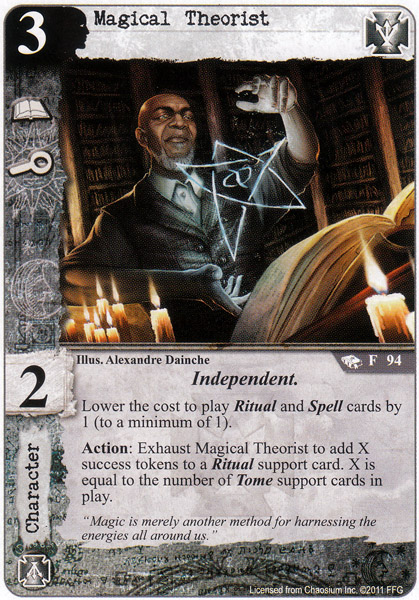 3
Magical Theorist
Illus. Alexandre Dainche
F 94
2
Independent.
Lower the cost to play Ritual and Spell cards by
1 (to a minimum of 1).
Action: Exhaust Magical Theorist to add X
success tokens to a Ritual support card. X is
equal to the number of Tome support cards in
play.
“Magic is merely another method for harnessing the
energies all around us.”
Character
Licensed from Chaosium Inc. ©2011 FFG